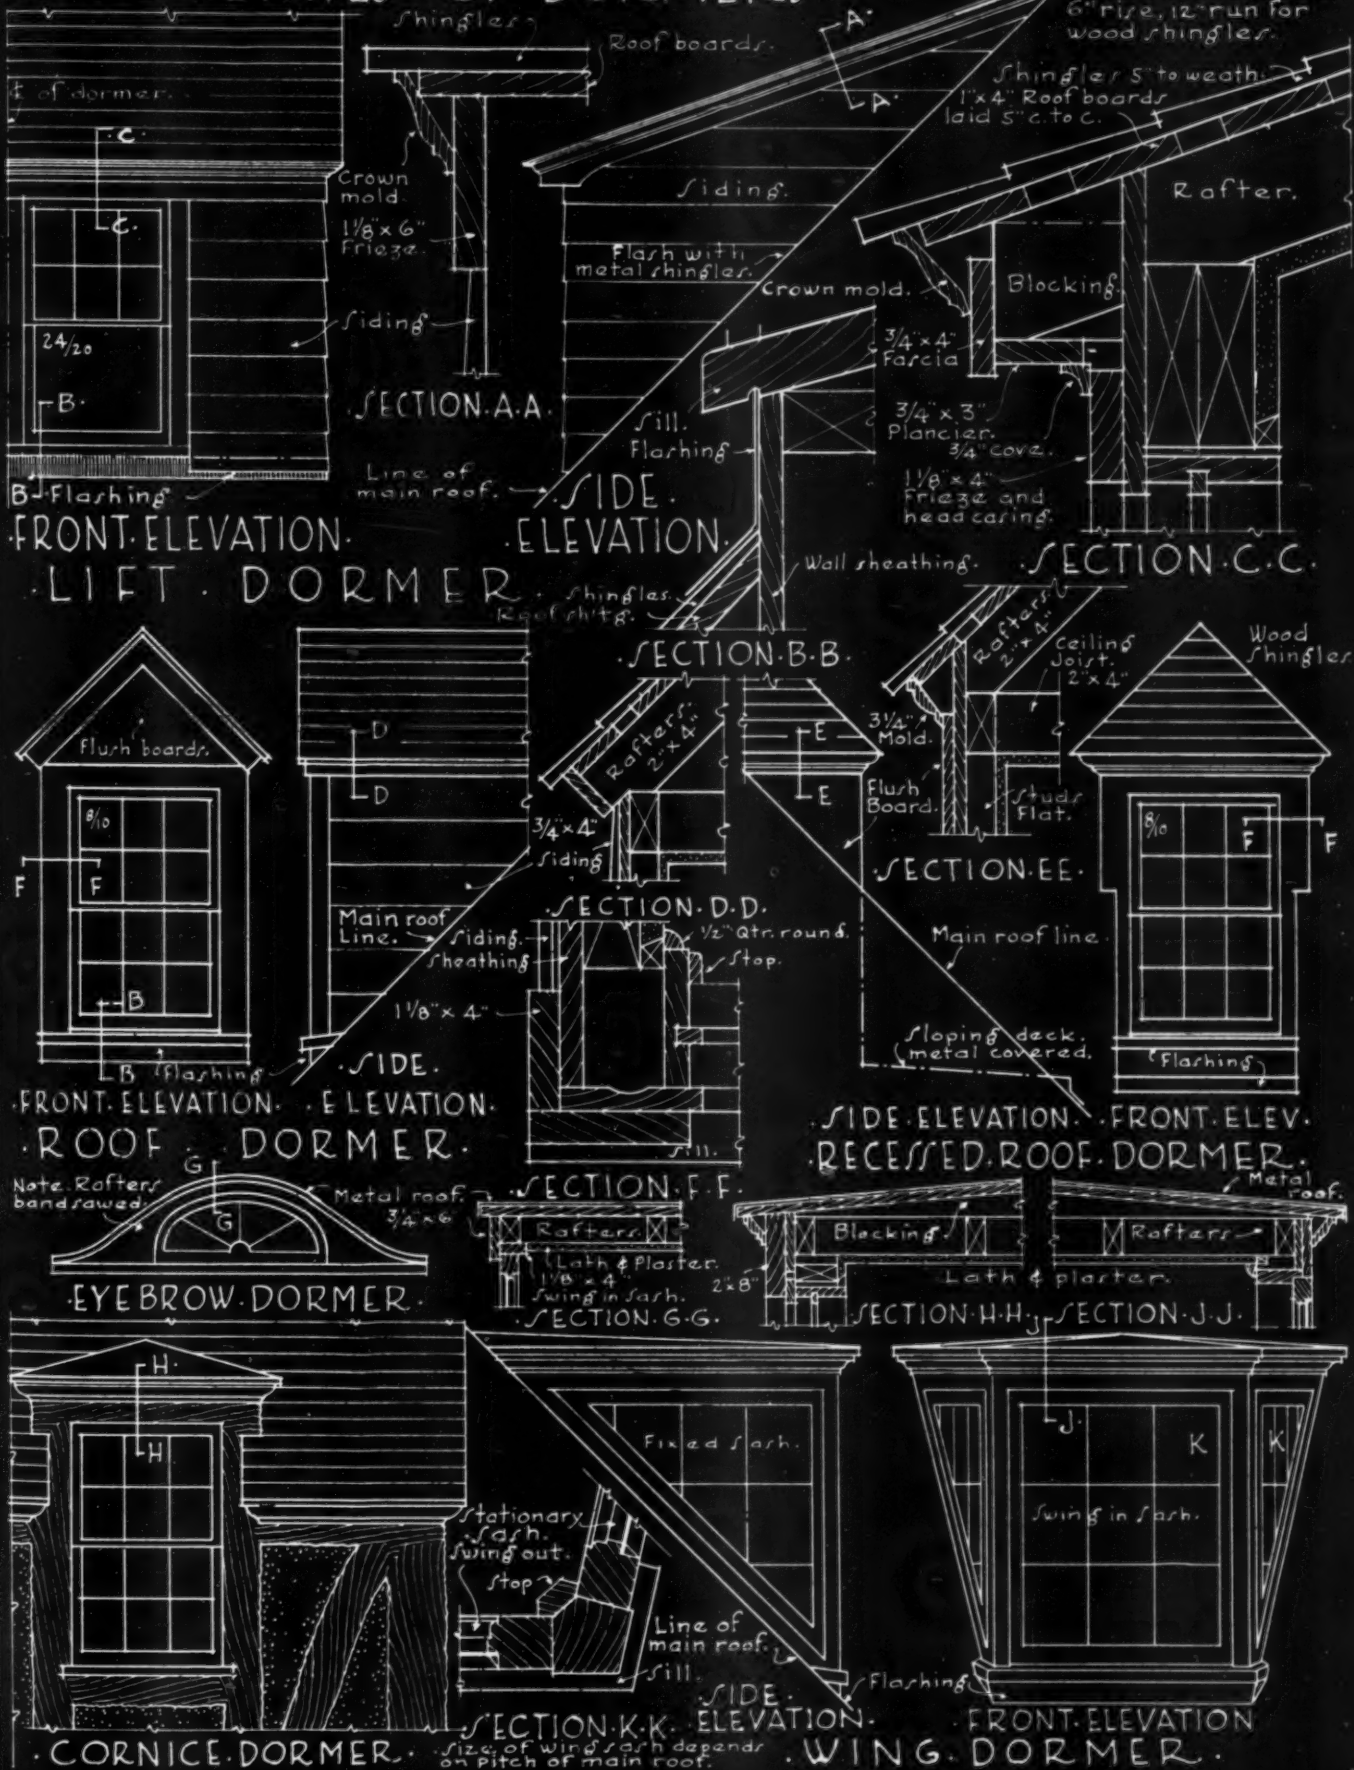 Shingles
Roof boards.
A.
6" rise, 12" run for
wood shingles.
Shingles 5" to weath.
1"x4" Roof boards
laid 5" c. to c.
of dormer.
C.
A.
Crown
mold.
Siding.
Rafter.
C.
1 1/8" x 6"
Frieze.
Flash with
metal shingles.
Crown mold.
Blocking.
24/20
Siding
3/4" x 4"
Fascia
B.
SECTION.A.A.
Sill.
Flashing
3/4" x 3"
Plancier.
3/4" cove.
1 1/8" x 4"
Frieze and
head casing.
B
Flashing
Line of
main roof.
FRONT.ELEVATION.
SIDE.
ELEVATION.
Wall sheathing.
SECTION.C.C.
LIFT.DORMER.
Shingles.
Roof sh'tg.
SECTION.B.B.
Rafters.
2"x 4"
Ceiling
Joist.
2"x 4"
Wood
Shingles
Flush boards.
D
D
Rafters.
2"x 4"
E
E
3 1/4"
Mold.
Flush
Board.
Studs
Flat.
8/10
F
F
3/4" x 4"
Siding
8/10
F
F
SECTION.EE.
SECTION.D.D.
Main roof
Line.
Siding.
Sheathing
1/2" Qtr. round.
Stop.
Main roof line.
B
1 1/8" x 4"
Sloping deck.
metal covered.
B
Flashing
SIDE.
Flashing
FRONT.ELEVATION.
ELEVATION.
Sill.
SIDE.ELEVATION.
FRONT.ELEV.
ROOF.DORMER.
RECESSED.ROOF.DORMER.
G
Note. Rafters
band sawed.
Metal roof.
3/4" x 6"
SECTION.F.F.
Metal
roof.
G
Rafters
Blocking
Rafters
Lath & Plaster.
1 1/8" x 4"
Swing in sash.
2"x 8"
Lath & plaster.
EYEBROW.DORMER.
SECTION.G.G.
SECTION.H.H.
J
SECTION.J.J.
H.
H
Fixed Sash.
J
K
K
Swing in sash.
Stationary
sash.
Swing out.
Stop
Line of
main roof.
Sill.
Flashing
SECTION.K.K.
SIDE.
ELEVATION.
FRONT.ELEVATION
CORNICE.DORMER.
Size of wing sash depends
on pitch of main roof.
WING.DORMER.